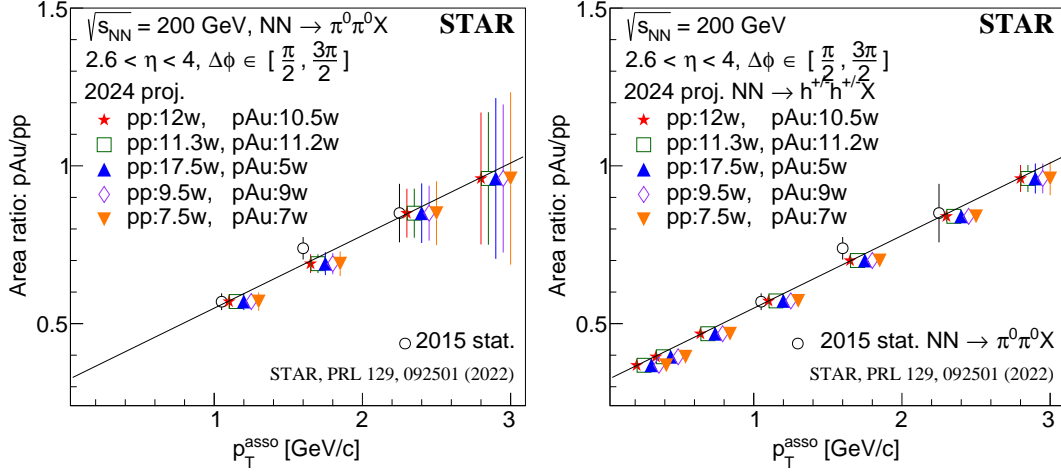 √s_NN = 200 GeV, NN → π⁰π⁰X
STAR
2.6 < η < 4, Δϕ ∈ [π/2, 3π/2]
2024 proj.
pp:12w, pAu:10.5w
pp:11.3w, pAu:11.2w
pp:17.5w, pAu:5w
pp:9.5w, pAu:9w
pp:7.5w, pAu:7w
2015 stat.
STAR, PRL 129, 092501 (2022)
Area ratio: pAu/pp
1.5
1
0.5
1
2
3
p_T^asso [GeV/c]
√s_NN = 200 GeV
STAR
2.6 < η < 4, Δϕ ∈ [π/2, 3π/2]
2024 proj. NN → h^+/-h^+/-X
pp:12w, pAu:10.5w
pp:11.3w, pAu:11.2w
pp:17.5w, pAu:5w
pp:9.5w, pAu:9w
pp:7.5w, pAu:7w
2015 stat. NN → π⁰π⁰X
STAR, PRL 129, 092501 (2022)
Area ratio: pAu/pp
1.5
1
0.5
1
2
3
p_T^asso [GeV/c]